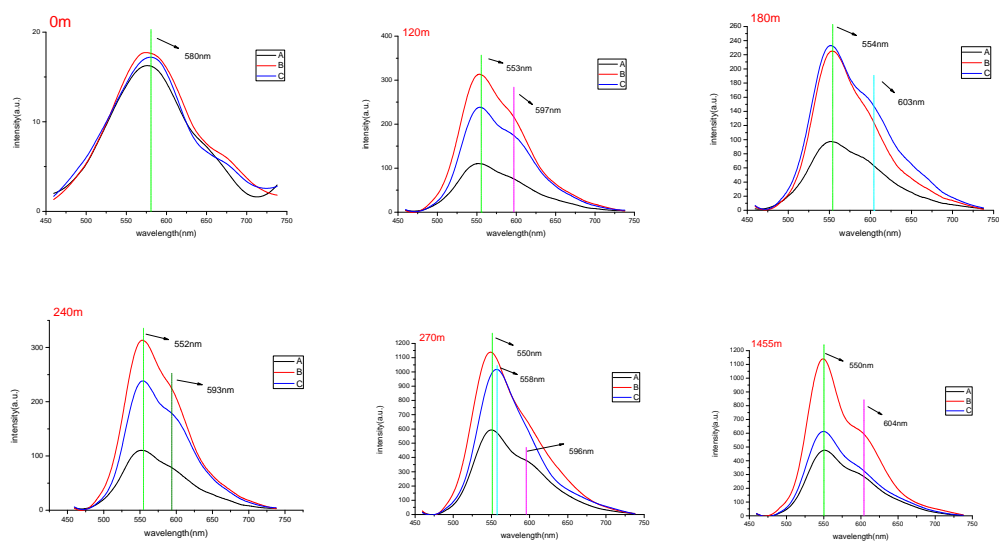 0m
580nm
A
B
C
20
10
0
intensity(a.u.)
450 500 550 600 650 700 750
wavelength(nm)
120m
553nm
597nm
A
B
C
400
300
200
100
0
intensity(a.u.)
450 500 550 600 650 700 750
wavelength(nm)
180m
554nm
603nm
A
B
C
260
240
220
200
180
160
140
120
100
80
60
40
20
0
intensity(a.u.)
450 500 550 600 650 700 750
wavelength(nm)
240m
552nm
593nm
A
B
C
300
200
100
0
intensity(a.u.)
450 500 550 600 650 700 750
wavelength(nm)
270m
550nm
558nm
596nm
A
B
C
1200
1100
1000
900
800
700
600
500
400
300
200
100
0
intensity(a.u.)
450 500 550 600 650 700 750
wavelength(nm)
1455m
550nm
604nm
A
B
C
1200
1100
1000
900
800
700
600
500
400
300
200
100
0
intensity(a.u.)
450 500 550 600 650 700 750
wavelength(nm)